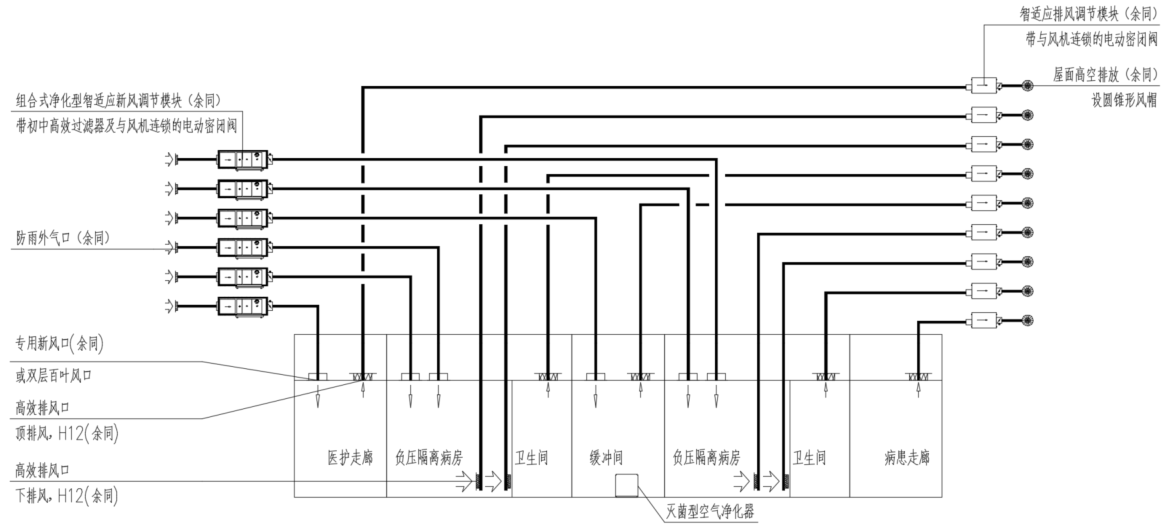 智适应排风调节模块（余同）
带与风机连锁的电动密闭阀
屋面高空排放（余同）
设圆锥形风帽
组合式净化型智适应新风调节模块（余同）
带初中高效过滤器及与风机连锁的电动密闭阀
防雨外气口（余同）
专用新风口(余同)
或双层百叶风口
高效排风口
顶排风，H12(余同)
高效排风口
下排风，H12(余同)
医护走廊
负压隔离病房
卫生间
缓冲间
负压隔离病房
卫生间
病患走廊
灭菌型空气净化器